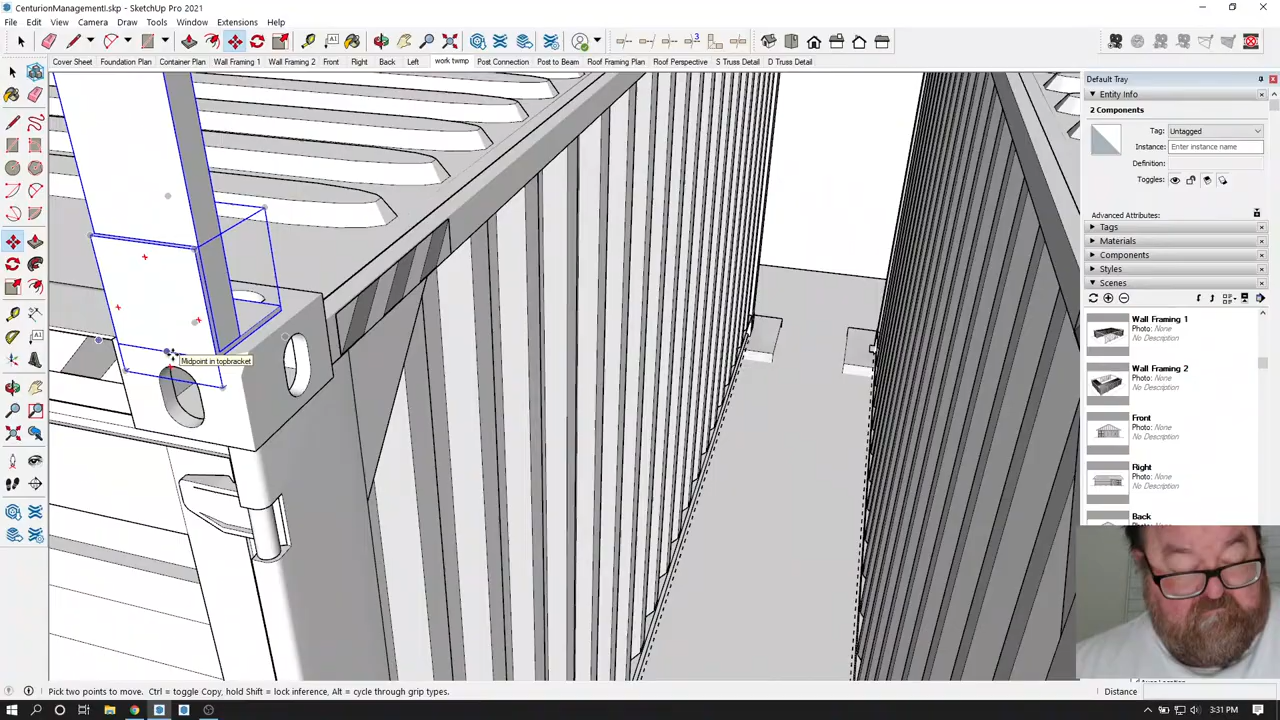 CenturionManagementi.skp - SketchUp Pro 2021
File Edit View Camera Draw Tools Window Extensions Help
Cover Sheet Foundation Plan Container Plan Wall Framing 1 Wall Framing 2 Front Right Back Left work twmp Post Connection Post to Beam Roof Framing Plan Roof Perspective S Truss Detail D Truss Detail
Default Tray
Entity Info
2 Components
Tag: Untagged
Instance: Enter instance name
Definition:
Toggles:
Advanced Attributes:
Tags
Materials
Components
Styles
Scenes
Wall Framing 1
Photo: None
No Description
Wall Framing 2
Photo: None
No Description
Front
Photo: None
No Description
Right
Photo: None
No Description
Back
Midpoint in topbracket
Pick two points to move. Ctrl = toggle Copy, hold Shift = lock inference, Alt = cycle through grip types.
Distance
3:31 PM